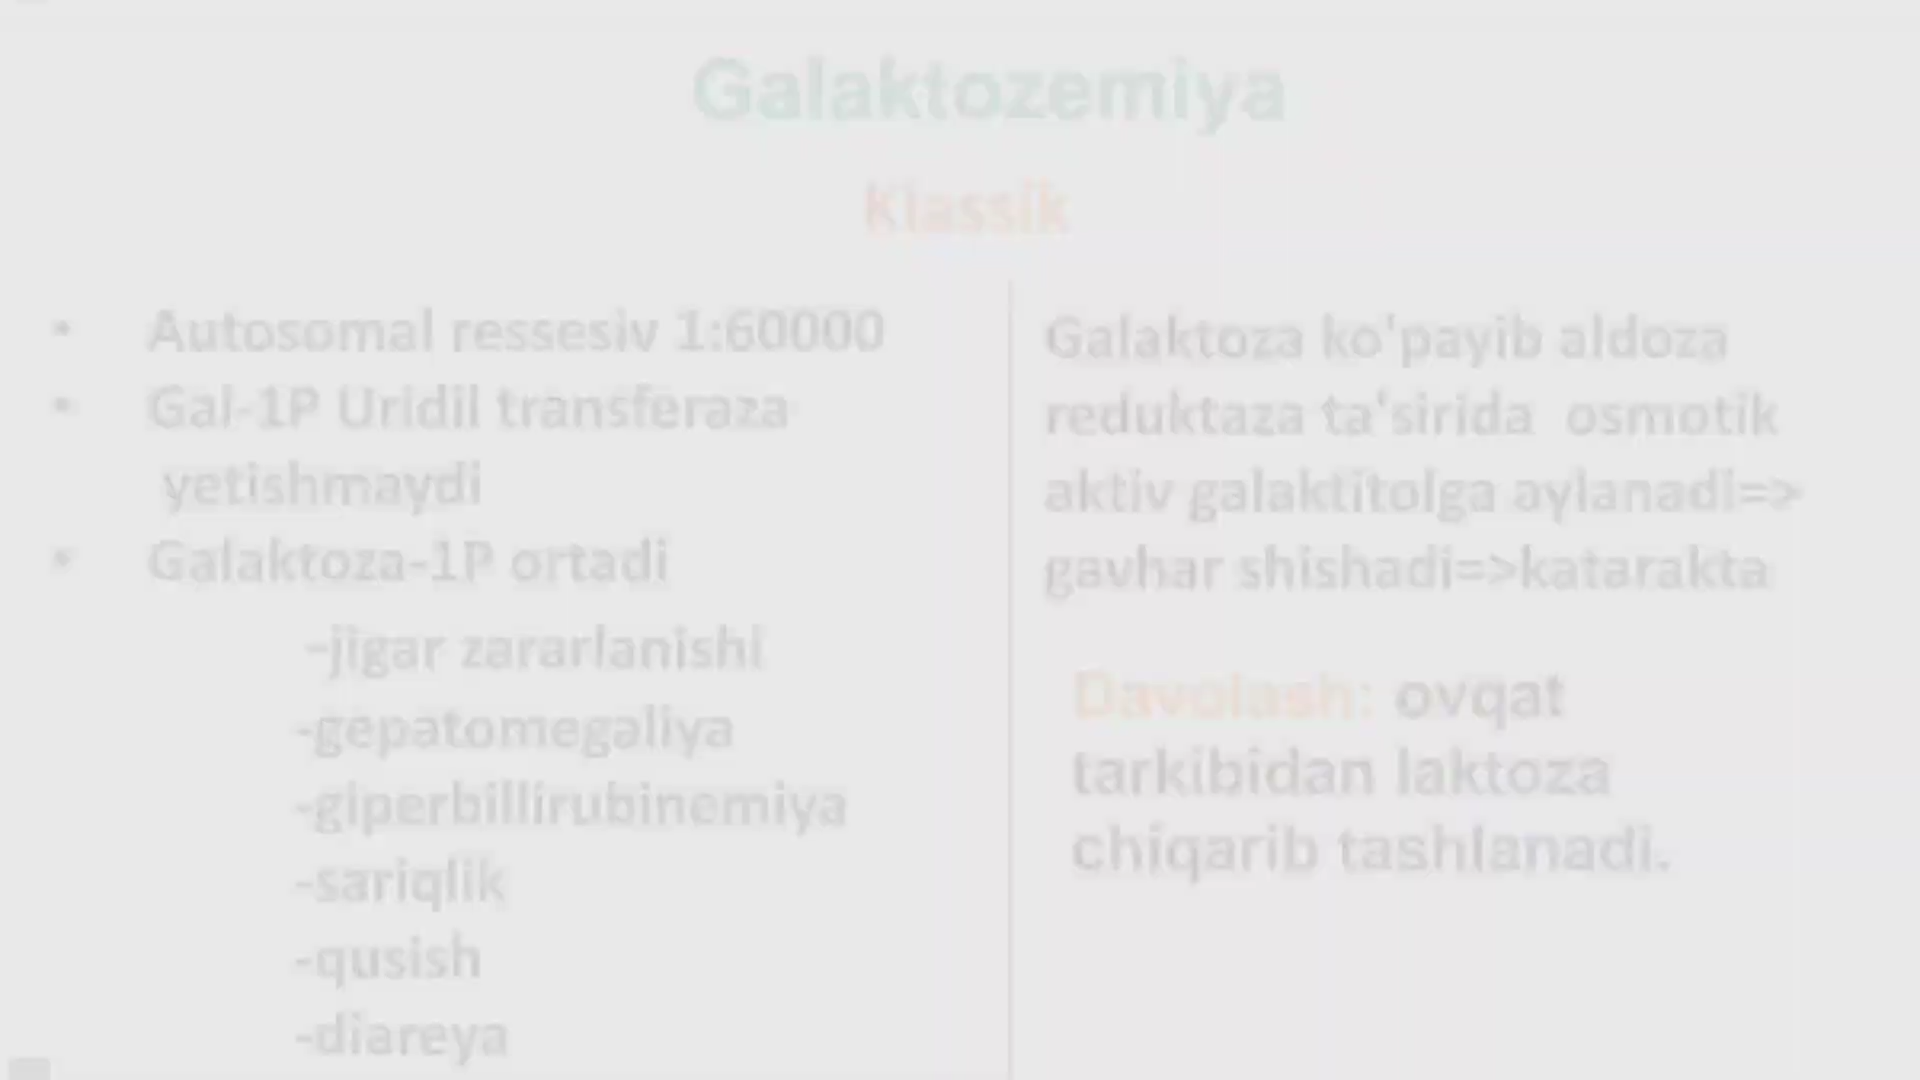 Galaktozemiya
Klassik
• Autosomal ressesiv 1:60000
• Gal-1P Uridil transferaza
yetishmaydi
• Galaktoza-1P ortadi
-jigar zararlanishi
-gepatomegaliya
-giperbillirubinemiya
-sariqlik
-qusish
-diareya
Galaktoza ko'payib aldoza
reduktaza ta'sirida osmotik
aktiv galaktitolga aylanadi=>
gavhar shishadi=>katarakta
Davolash: ovqat
tarkibidan laktoza
chiqarib tashlanadi.